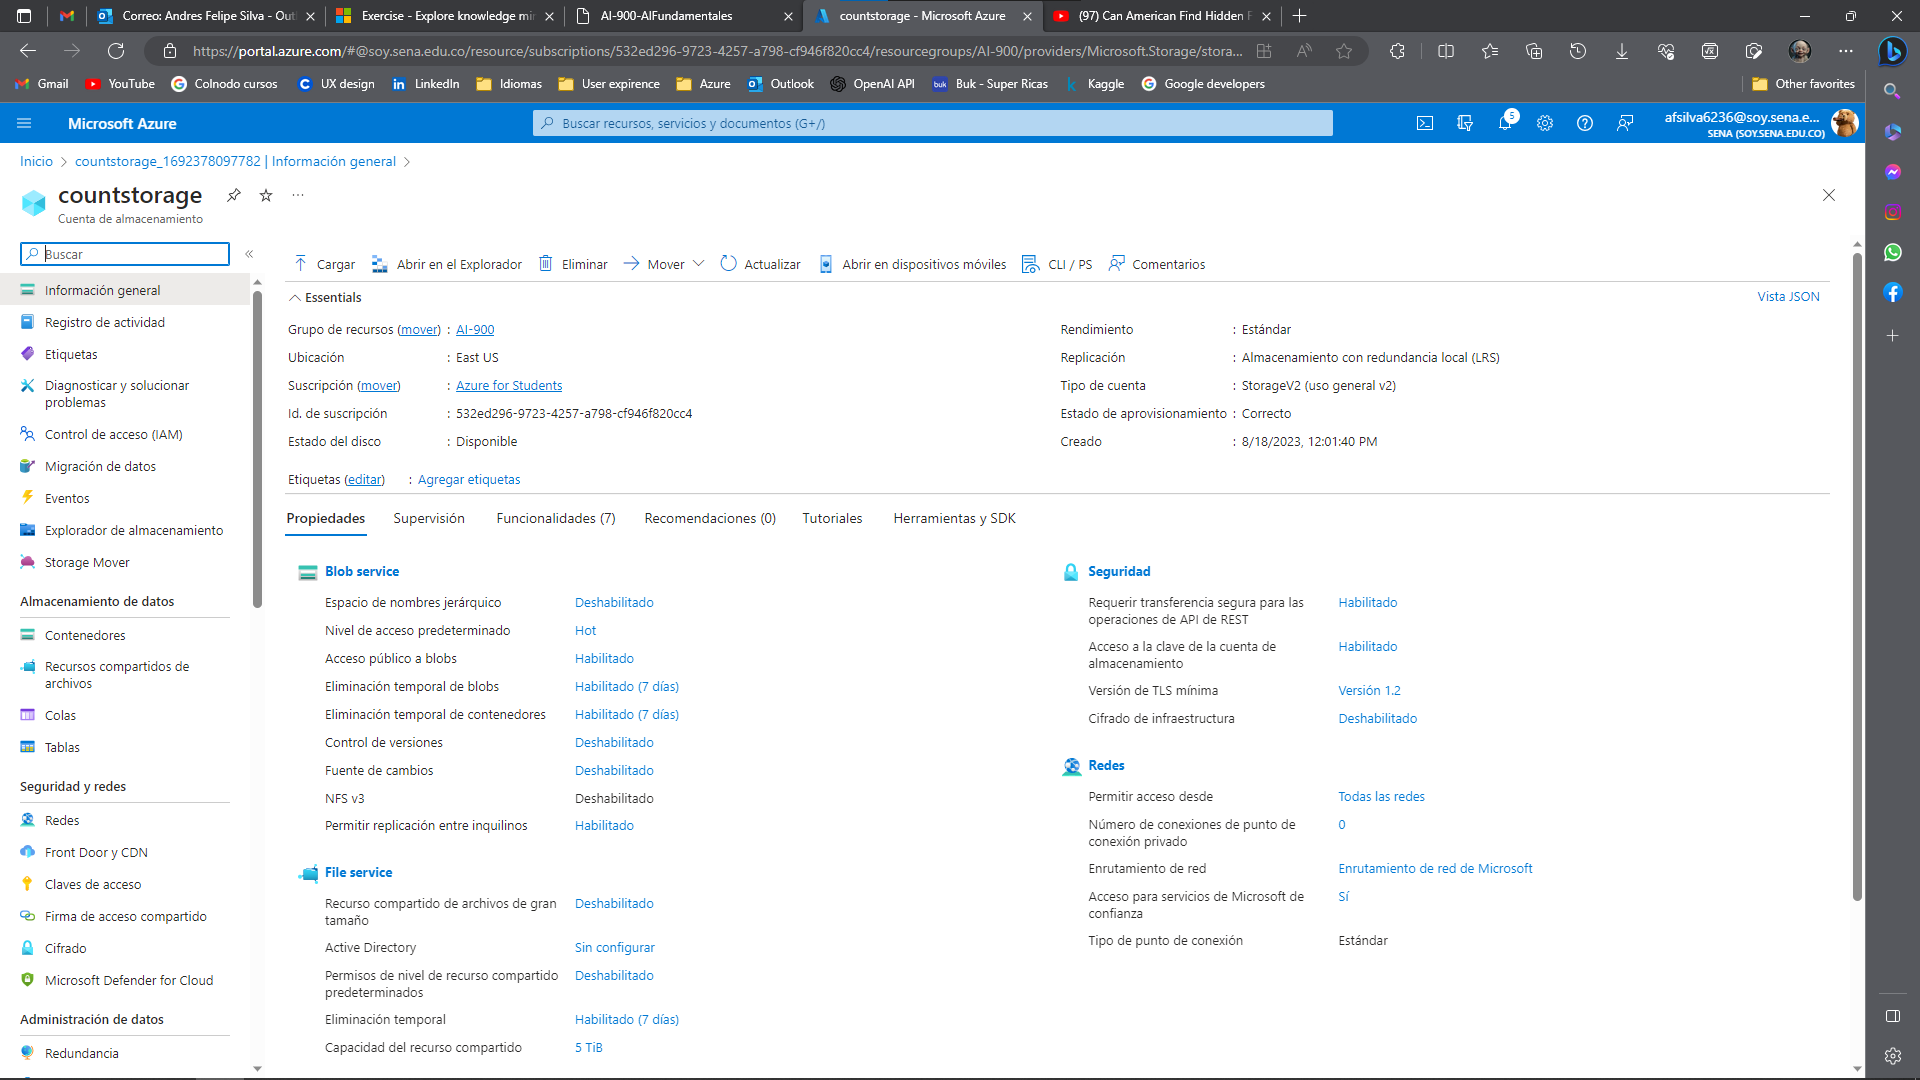 Correo: Andres Felipe Silva - Out
Exercise - Explore knowledge mi
AI-900-AIFundamentales
countstorage - Microsoft Azure
(97) Can American Find Hidden F
https://portal.azure.com/#@soy.sena.edu.co/resource/subscriptions/532ed296-9723-4257-a798-cf946f820cc4/resourcegroups/AI-900/providers/Microsoft.Storage/stora...
Gmail
YouTube
Colnodo cursos
UX design
LinkedIn
Idiomas
User expirence
Azure
Outlook
OpenAI API
Buk - Super Ricas
Kaggle
Google developers
Other favorites
Microsoft Azure
Buscar recursos, servicios y documentos (G+/)
5
afsilva6236@soy.sena.e...
SENA (SOY.SENA.EDU.CO)
Inicio > countstorage_1692378097782 | Información general >
countstorage
Cuenta de almacenamiento
Buscar
Información general
Registro de actividad
Etiquetas
Diagnosticar y solucionar
problemas
Control de acceso (IAM)
Migración de datos
Eventos
Explorador de almacenamiento
Storage Mover
Almacenamiento de datos
Contenedores
Recursos compartidos de
archivos
Colas
Tablas
Seguridad y redes
Redes
Front Door y CDN
Claves de acceso
Firma de acceso compartido
Cifrado
Microsoft Defender for Cloud
Administración de datos
Redundancia
Cargar
Abrir en el Explorador
Eliminar
Mover
Actualizar
Abrir en dispositivos móviles
CLI / PS
Comentarios
Essentials
Vista JSON
Grupo de recursos (mover) : AI-900
Ubicación : East US
Suscripción (mover) : Azure for Students
Id. de suscripción : 532ed296-9723-4257-a798-cf946f820cc4
Estado del disco : Disponible
Rendimiento : Estándar
Replicación : Almacenamiento con redundancia local (LRS)
Tipo de cuenta : StorageV2 (uso general v2)
Estado de aprovisionamiento : Correcto
Creado : 8/18/2023, 12:01:40 PM
Etiquetas (editar) : Agregar etiquetas
Propiedades
Supervisión
Funcionalidades (7)
Recomendaciones (0)
Tutoriales
Herramientas y SDK
Blob service
Espacio de nombres jerárquico Deshabilitado
Nivel de acceso predeterminado Hot
Acceso público a blobs Habilitado
Eliminación temporal de blobs Habilitado (7 días)
Eliminación temporal de contenedores Habilitado (7 días)
Control de versiones Deshabilitado
Fuente de cambios Deshabilitado
NFS v3 Deshabilitado
Permitir replicación entre inquilinos Habilitado
File service
Recurso compartido de archivos de gran Deshabilitado
tamaño
Active Directory Sin configurar
Permisos de nivel de recurso compartido Deshabilitado
predeterminados
Eliminación temporal Habilitado (7 días)
Capacidad del recurso compartido 5 TiB
Seguridad
Requerir transferencia segura para las Habilitado
operaciones de API de REST
Acceso a la clave de la cuenta de Habilitado
almacenamiento
Versión de TLS mínima Versión 1.2
Cifrado de infraestructura Deshabilitado
Redes
Permitir acceso desde Todas las redes
Número de conexiones de punto de 0
conexión privado
Enrutamiento de red Enrutamiento de red de Microsoft
Acceso para servicios de Microsoft de Sí
confianza
Tipo de punto de conexión Estándar